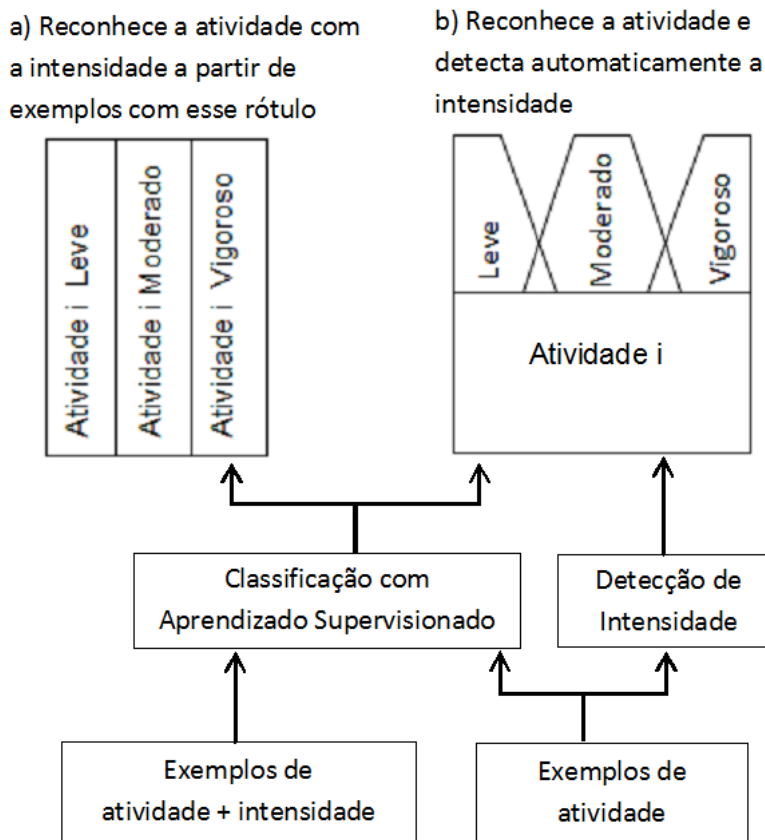 a) Reconhece a atividade com
a intensidade a partir de
exemplos com esse rótulo
b) Reconhece a atividade e
detecta automaticamente a
intensidade
Atividade i Leve
Atividade i Moderado
Atividade i Vigoroso
Leve
Moderado
Vigoroso
Atividade i
Classificação com
Aprendizado Supervisionado
Detecção de
Intensidade
Exemplos de
atividade + intensidade
Exemplos de
atividade